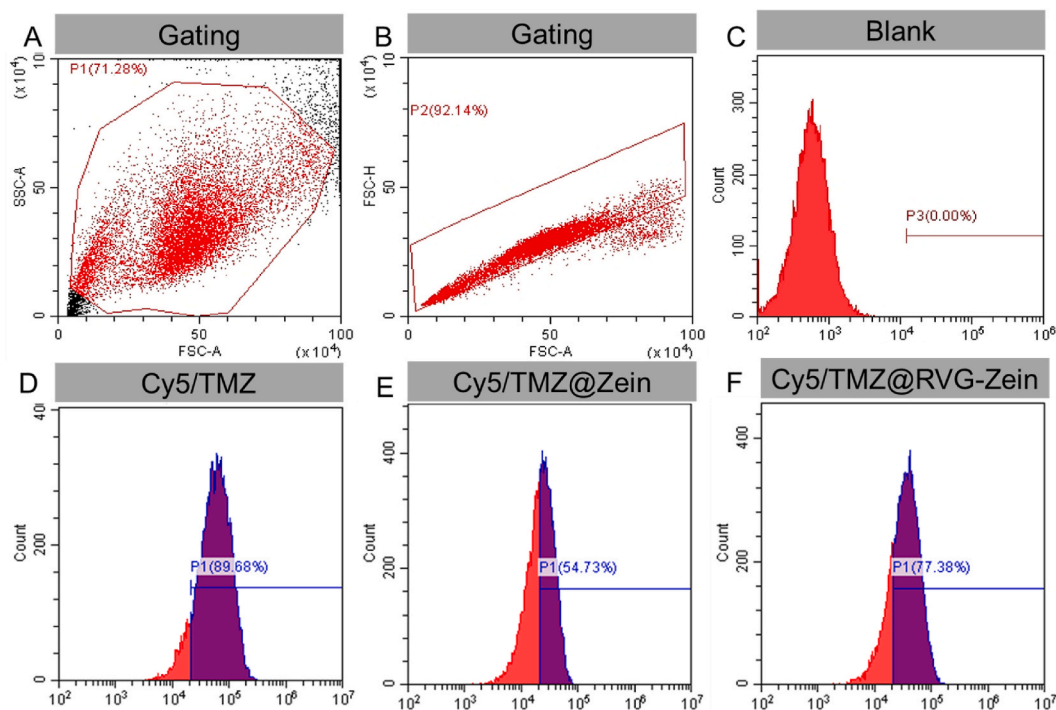 A
Gating
P1(71.28%)
(x10⁴)
SSC-A
100
50
0
0
50
100
FSC-A
(x10⁴)
B
Gating
P2(92.14%)
(x10⁴)
FSC-H
50
0
0
50
100
FSC-A
(x10⁴)
C
Blank
P3(0.00%)
Count
300
200
100
0
10²
10³
10⁴
10⁵
10⁶
D
Cy5/TMZ
P1(89.68%)
Count
200
0
10²
10³
10⁴
10⁵
10⁶
10⁷
E
Cy5/TMZ@Zein
P1(54.73%)
Count
400
200
0
10²
10³
10⁴
10⁵
10⁶
10⁷
F
Cy5/TMZ@RVG-Zein
P1(77.38%)
Count
400
200
0
10²
10³
10⁴
10⁵
10⁶
10⁷